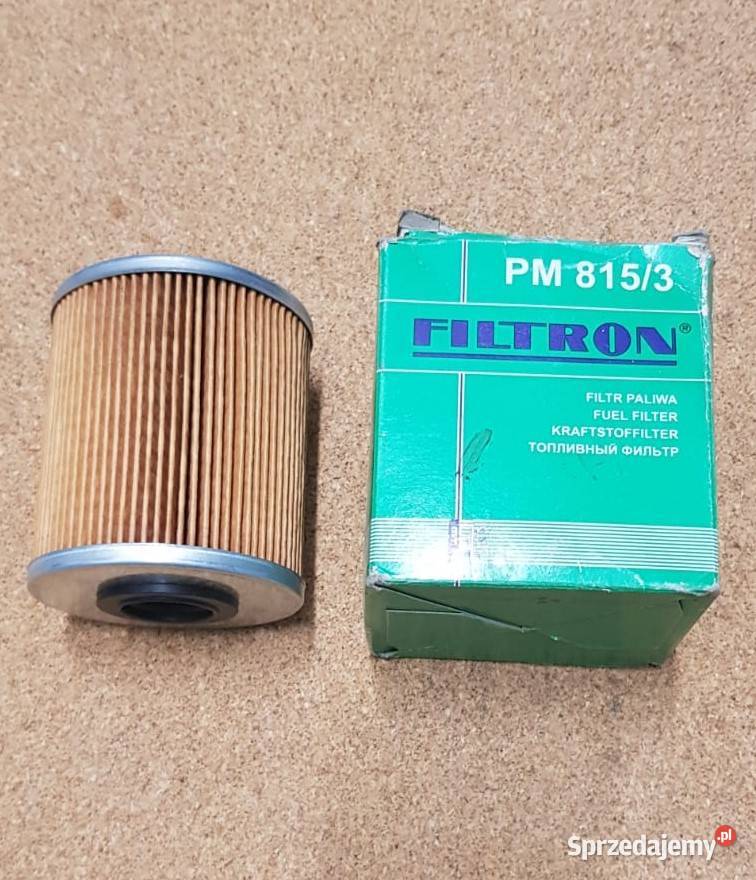 PM 815/3
FILTRON®
FILTR PALIWA
FUEL FILTER
KRAFTSTOFFILTER
ТОПЛИВНЫЙ ФИЛЬТР
Sprzedajemy.pl